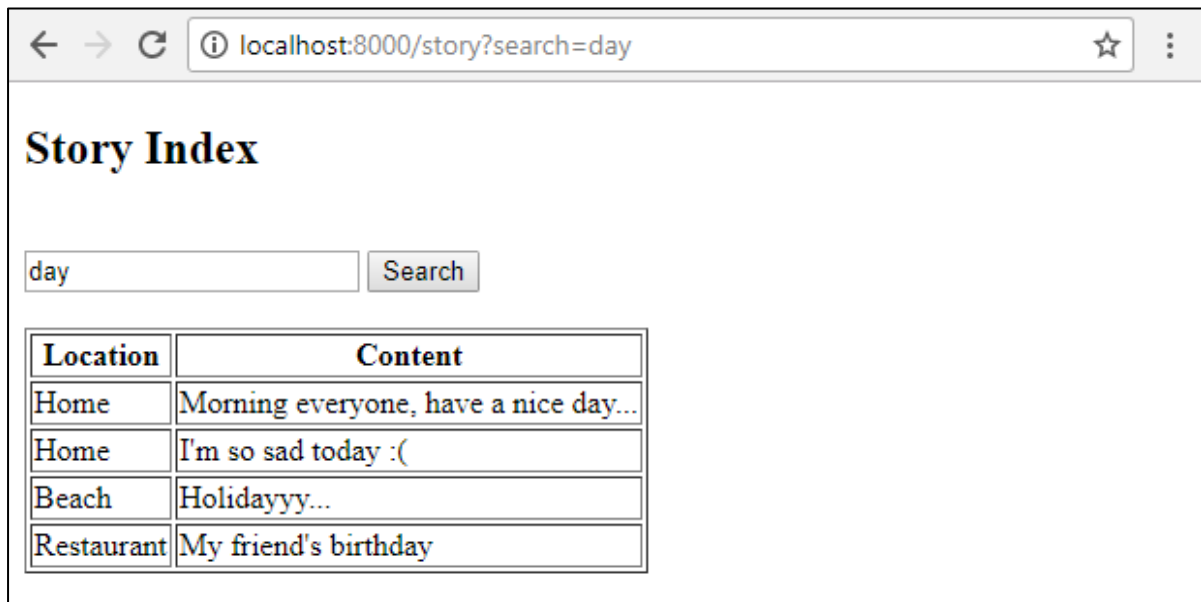 localhost:8000/story?search=day
Story Index
day Search
Location Content
Home Morning everyone, have a nice day...
Home I'm so sad today :(
Beach Holidayyy...
Restaurant My friend's birthday